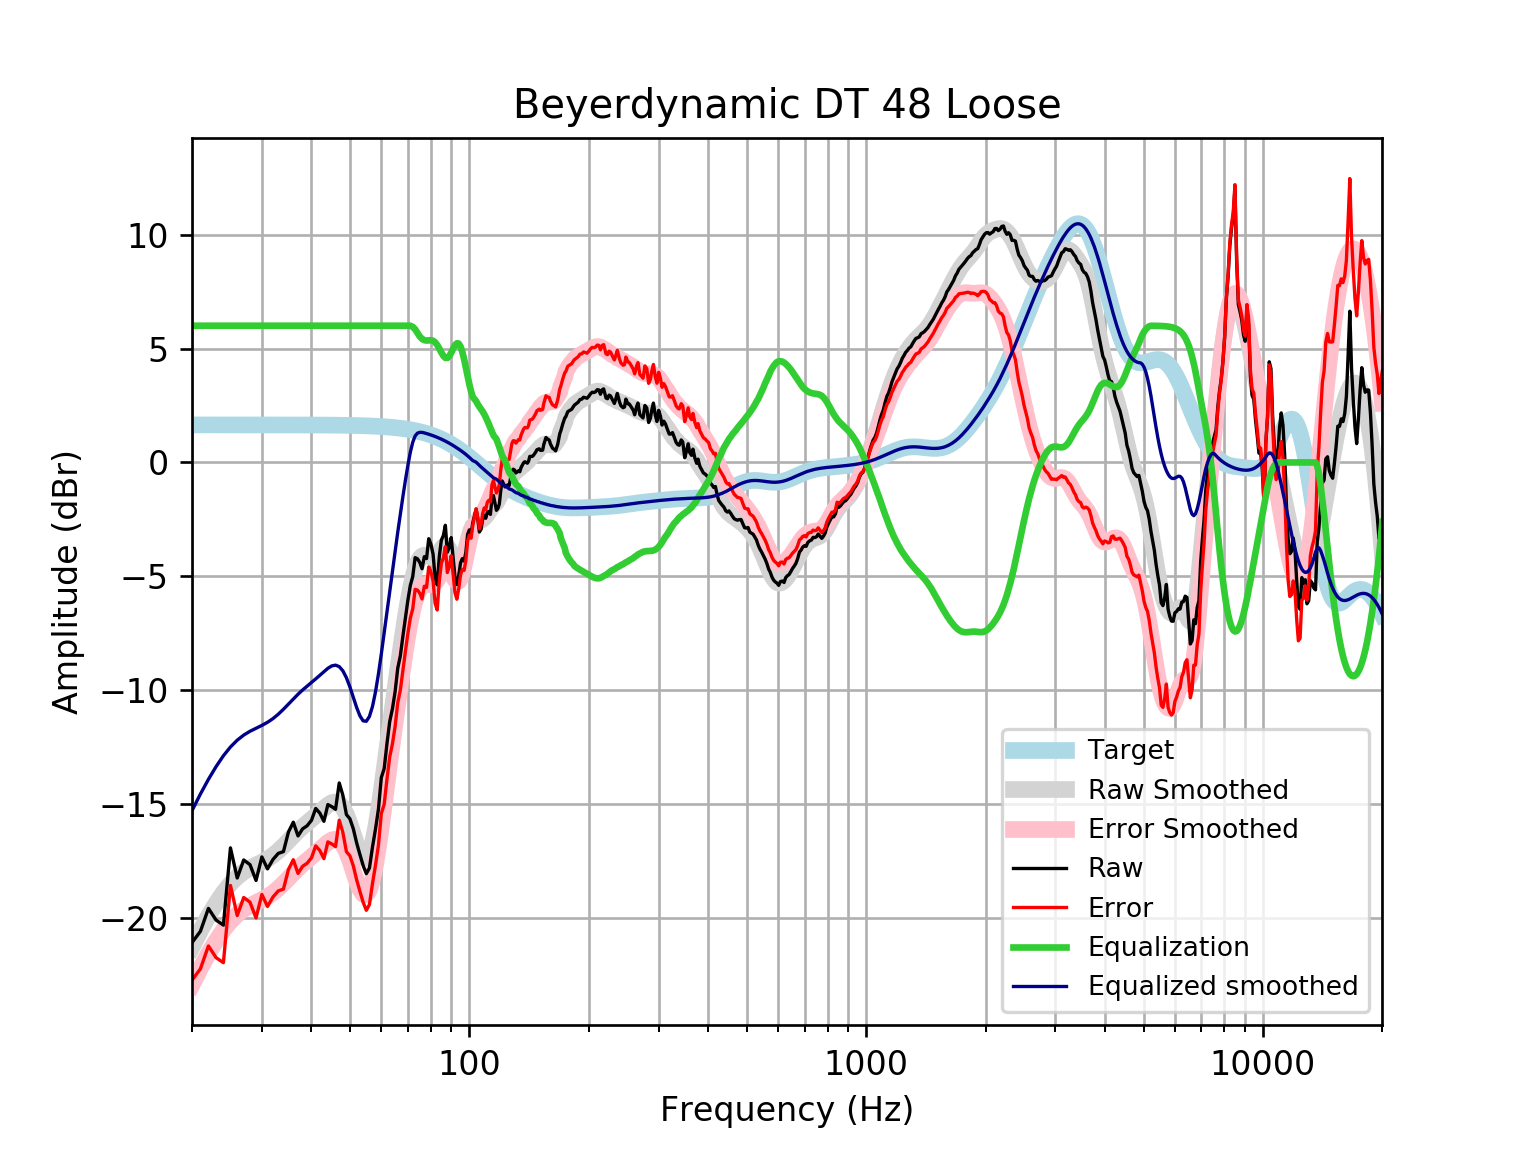 Beyerdynamic DT 48 Loose
Amplitude (dBr)
10
5
0
−5
−10
−15
−20
Target
Raw Smoothed
Error Smoothed
Raw
Error
Equalization
Equalized smoothed
100
1000
10000
Frequency (Hz)